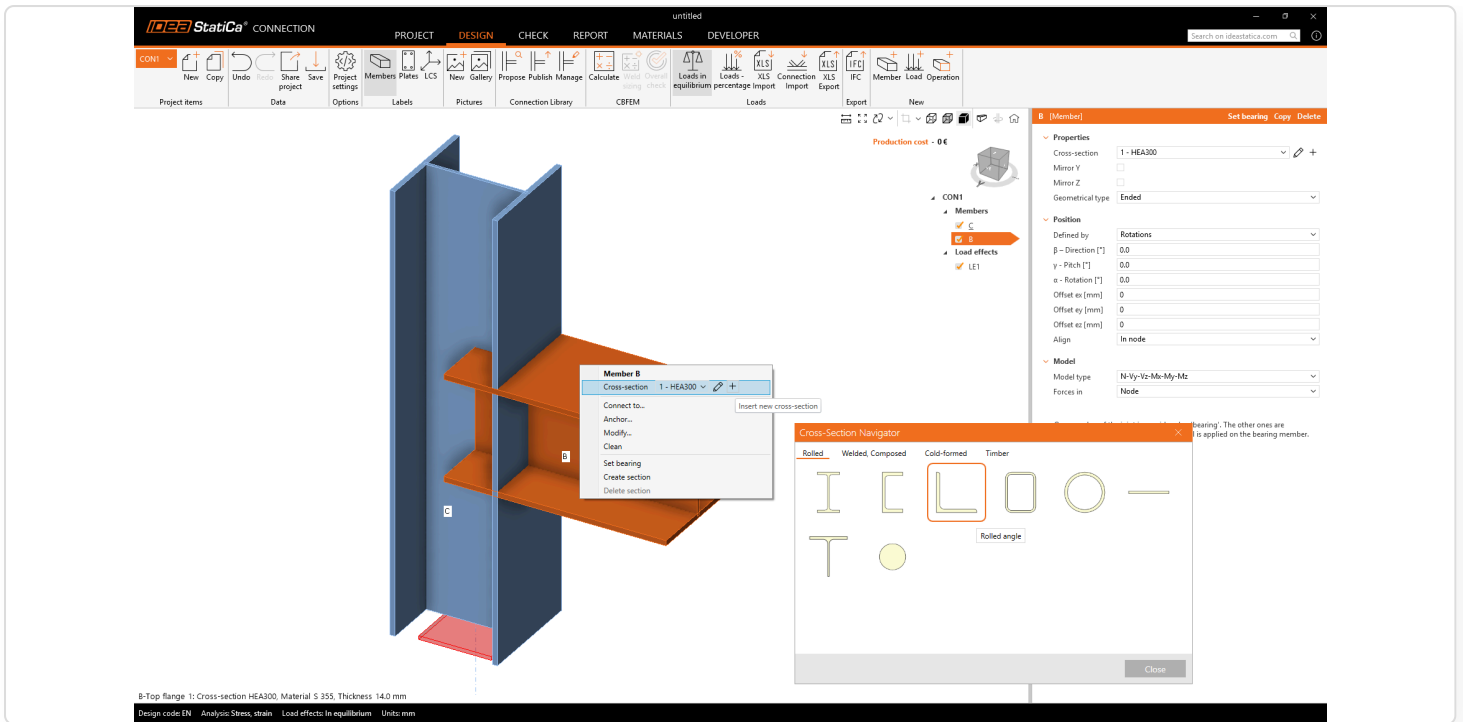 untitled
IDEA StatiCa® CONNECTION
PROJECT DESIGN CHECK REPORT MATERIALS DEVELOPER
Search on ideastatica.com
CON1
New Copy Undo Redo Share project Save Project settings Members Plates LCS New Gallery Propose Publish Manage Calculate Weld sizing Overall check Loads in equilibrium Loads - percentage XLS Import Connection Import XLS Export IFC Member Load Operation
Project items Data Options Labels Pictures Connection Library CBFEM Loads Export New
Production cost - 0 €
CON1
Members
C
B
Load effects
LE1
B [Member] Set bearing Copy Delete
Properties
Cross-section 1 - HEA300
Mirror Y
Mirror Z
Geometrical type Ended
Position
Defined by Rotations
β – Direction [°] 0.0
γ - Pitch [°] 0.0
α - Rotation [°] 0.0
Offset ex [mm] 0
Offset ey [mm] 0
Offset ez [mm] 0
Align In node
Model
Model type N-Vy-Vz-Mx-My-Mz
Forces in Node
bearing'. The other ones are
is applied on the bearing member.
Member B
Cross-section 1 - HEA300
Insert new cross-section
Connect to...
Anchor...
Modify...
Clean
Set bearing
Create section
Delete section
B
C
Cross-Section Navigator
Rolled Welded, Composed Cold-formed Timber
Rolled angle
Close
B-Top flange 1: Cross-section HEA300, Material S 355, Thickness 14.0 mm
Design code: EN Analysis: Stress, strain Load effects: In equilibrium Units: mm